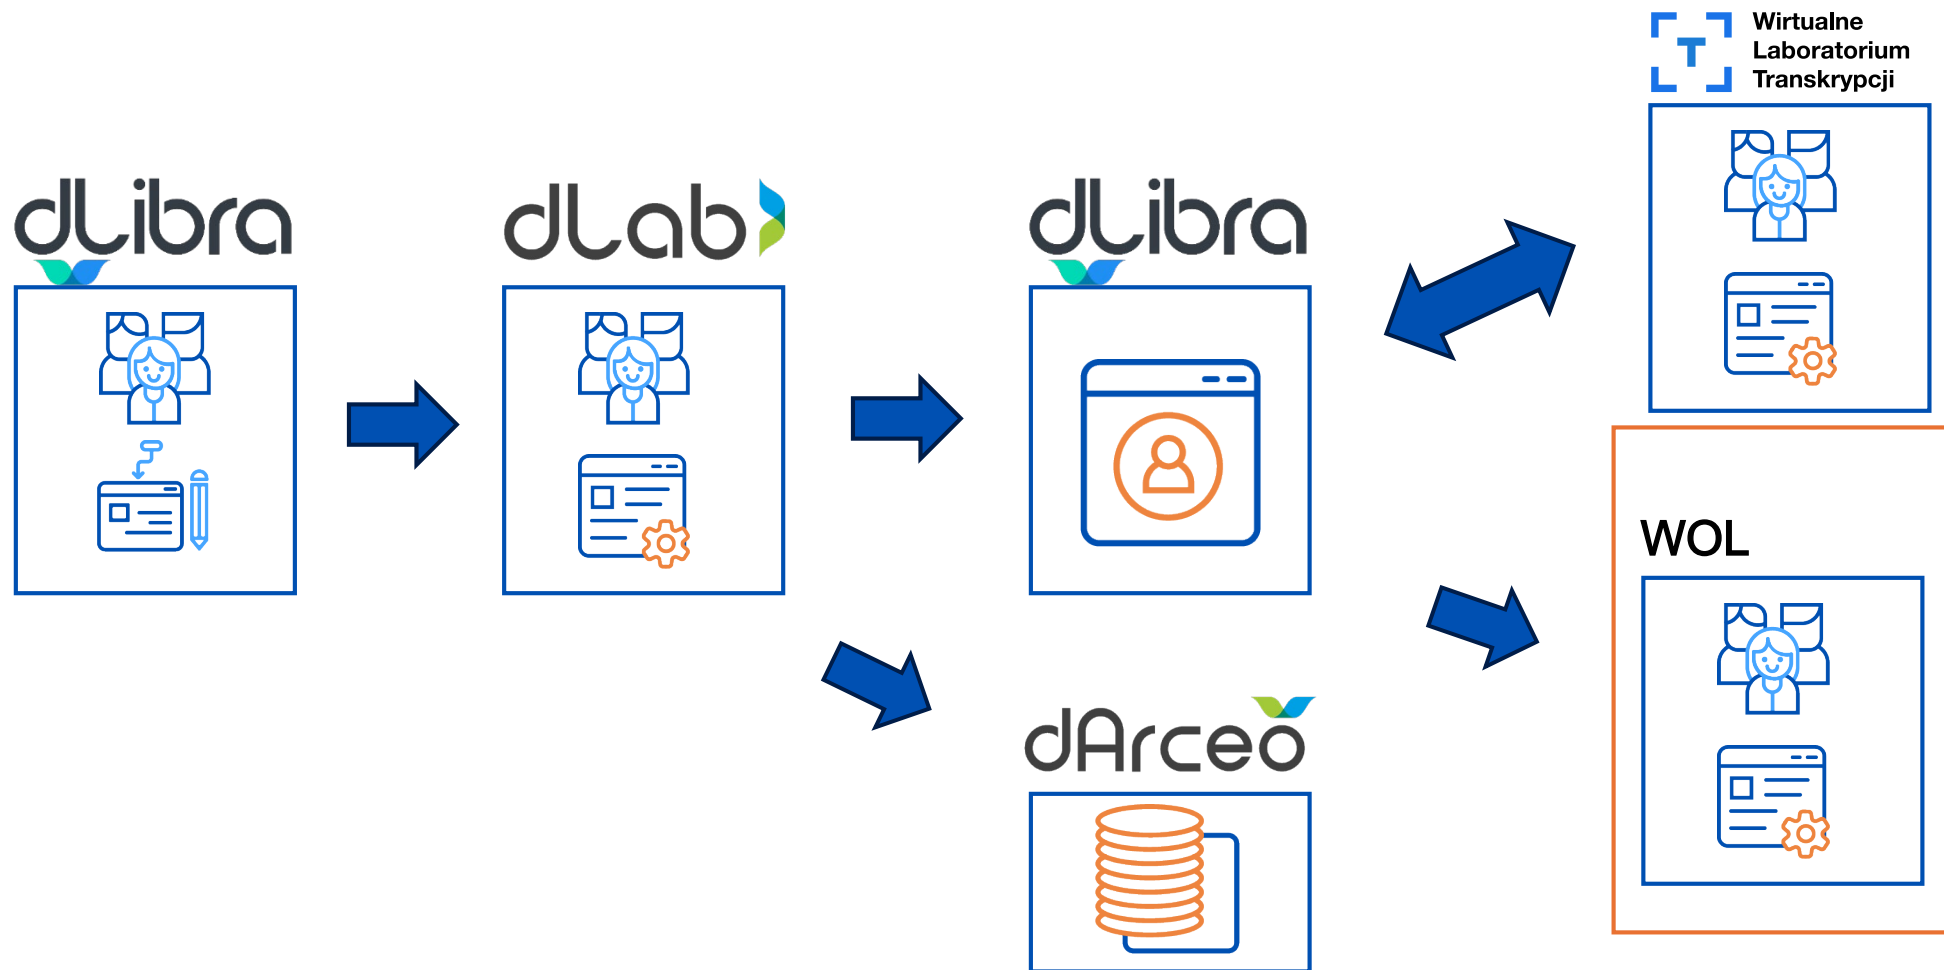 dLibra
dLab
dLibra
T
Wirtualne
Laboratorium
Transkrypcji
WOL
dArceo